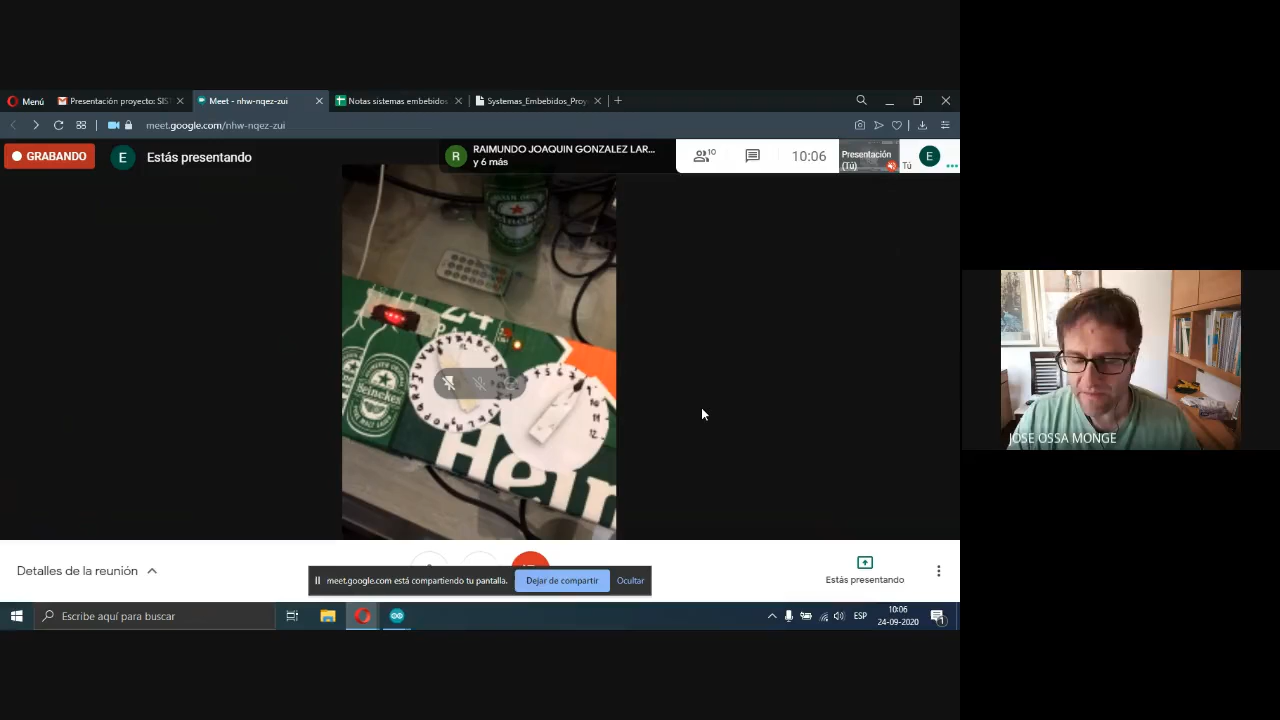 Menú
Presentación proyecto: SIS
Meet - nhw-nqez-zui
Notas sistemas embebidos
Systemas_Embebidos_Proy
meet.google.com/nhw-nqez-zui
GRABANDO
E
Estás presentando
R
RAIMUNDO JOAQUIN GONZALEZ LAR...
y 6 más
10
10:06
Presentación
(Tú)
Tú
E
Heineken
24
Heineken
Hein
JOSE OSSA MONGE
Detalles de la reunión
meet.google.com está compartiendo tu pantalla.
Dejar de compartir
Ocultar
Estás presentando
Escribe aquí para buscar
ESP
10:06
24-09-2020
1